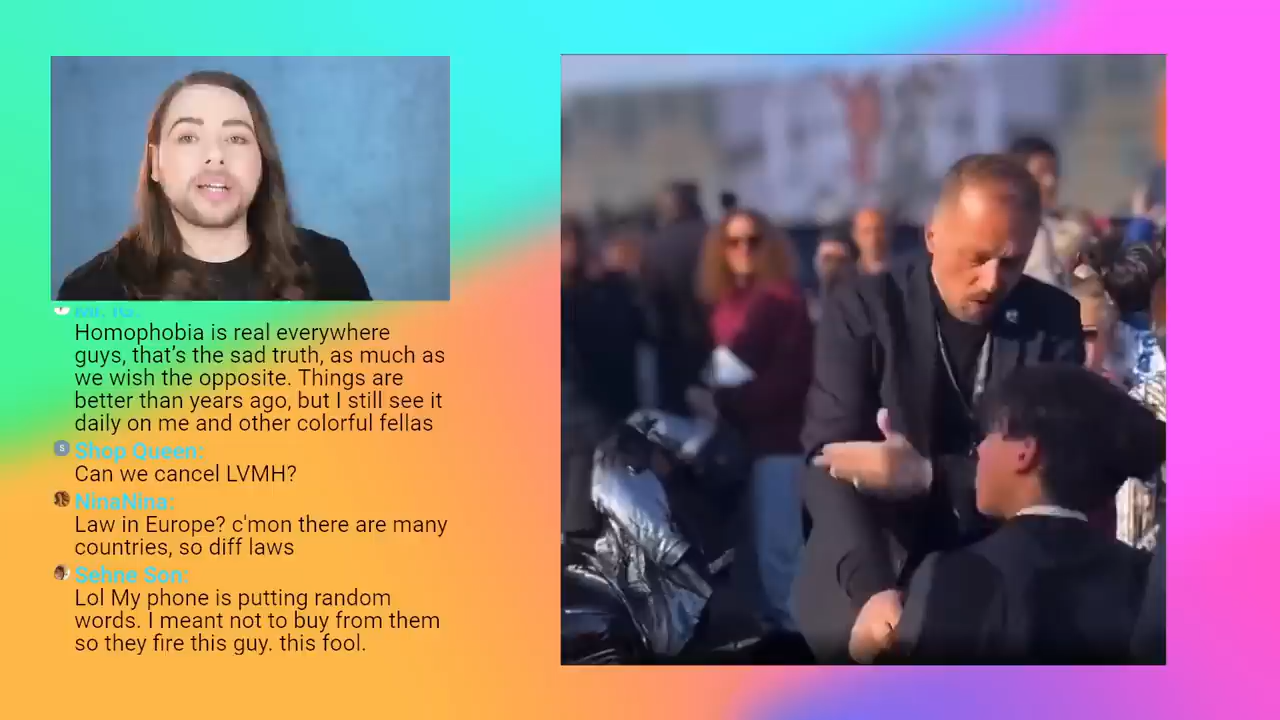 Homophobia is real everywhere
guys, that's the sad truth, as much as
we wish the opposite. Things are
better than years ago, but I still see it
daily on me and other colorful fellas
S
Shop Queen:
Can we cancel LVMH?
NinaNina:
Law in Europe? c'mon there are many
countries, so diff laws
Sehne Son:
Lol My phone is putting random
words. I meant not to buy from them
so they fire this guy. this fool.